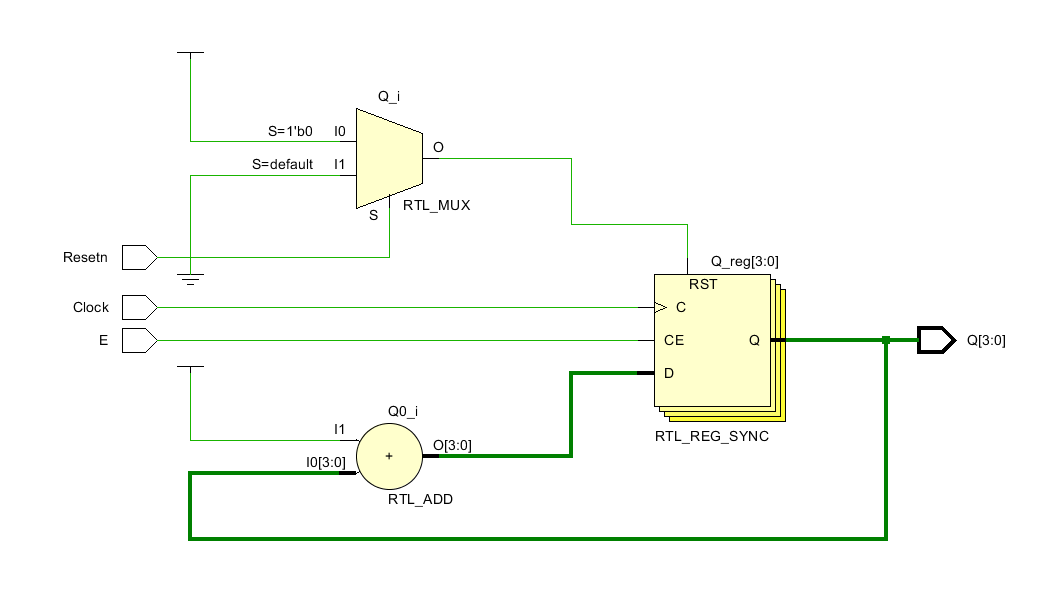 Q_i
S=1'b0 I0
O
S=default I1
S
RTL_MUX
Resetn
Q_reg[3:0]
RST
Clock
C
E
CE
Q
Q[3:0]
D
Q0_i
I1
RTL_REG_SYNC
O[3:0]
+
I0[3:0]
RTL_ADD